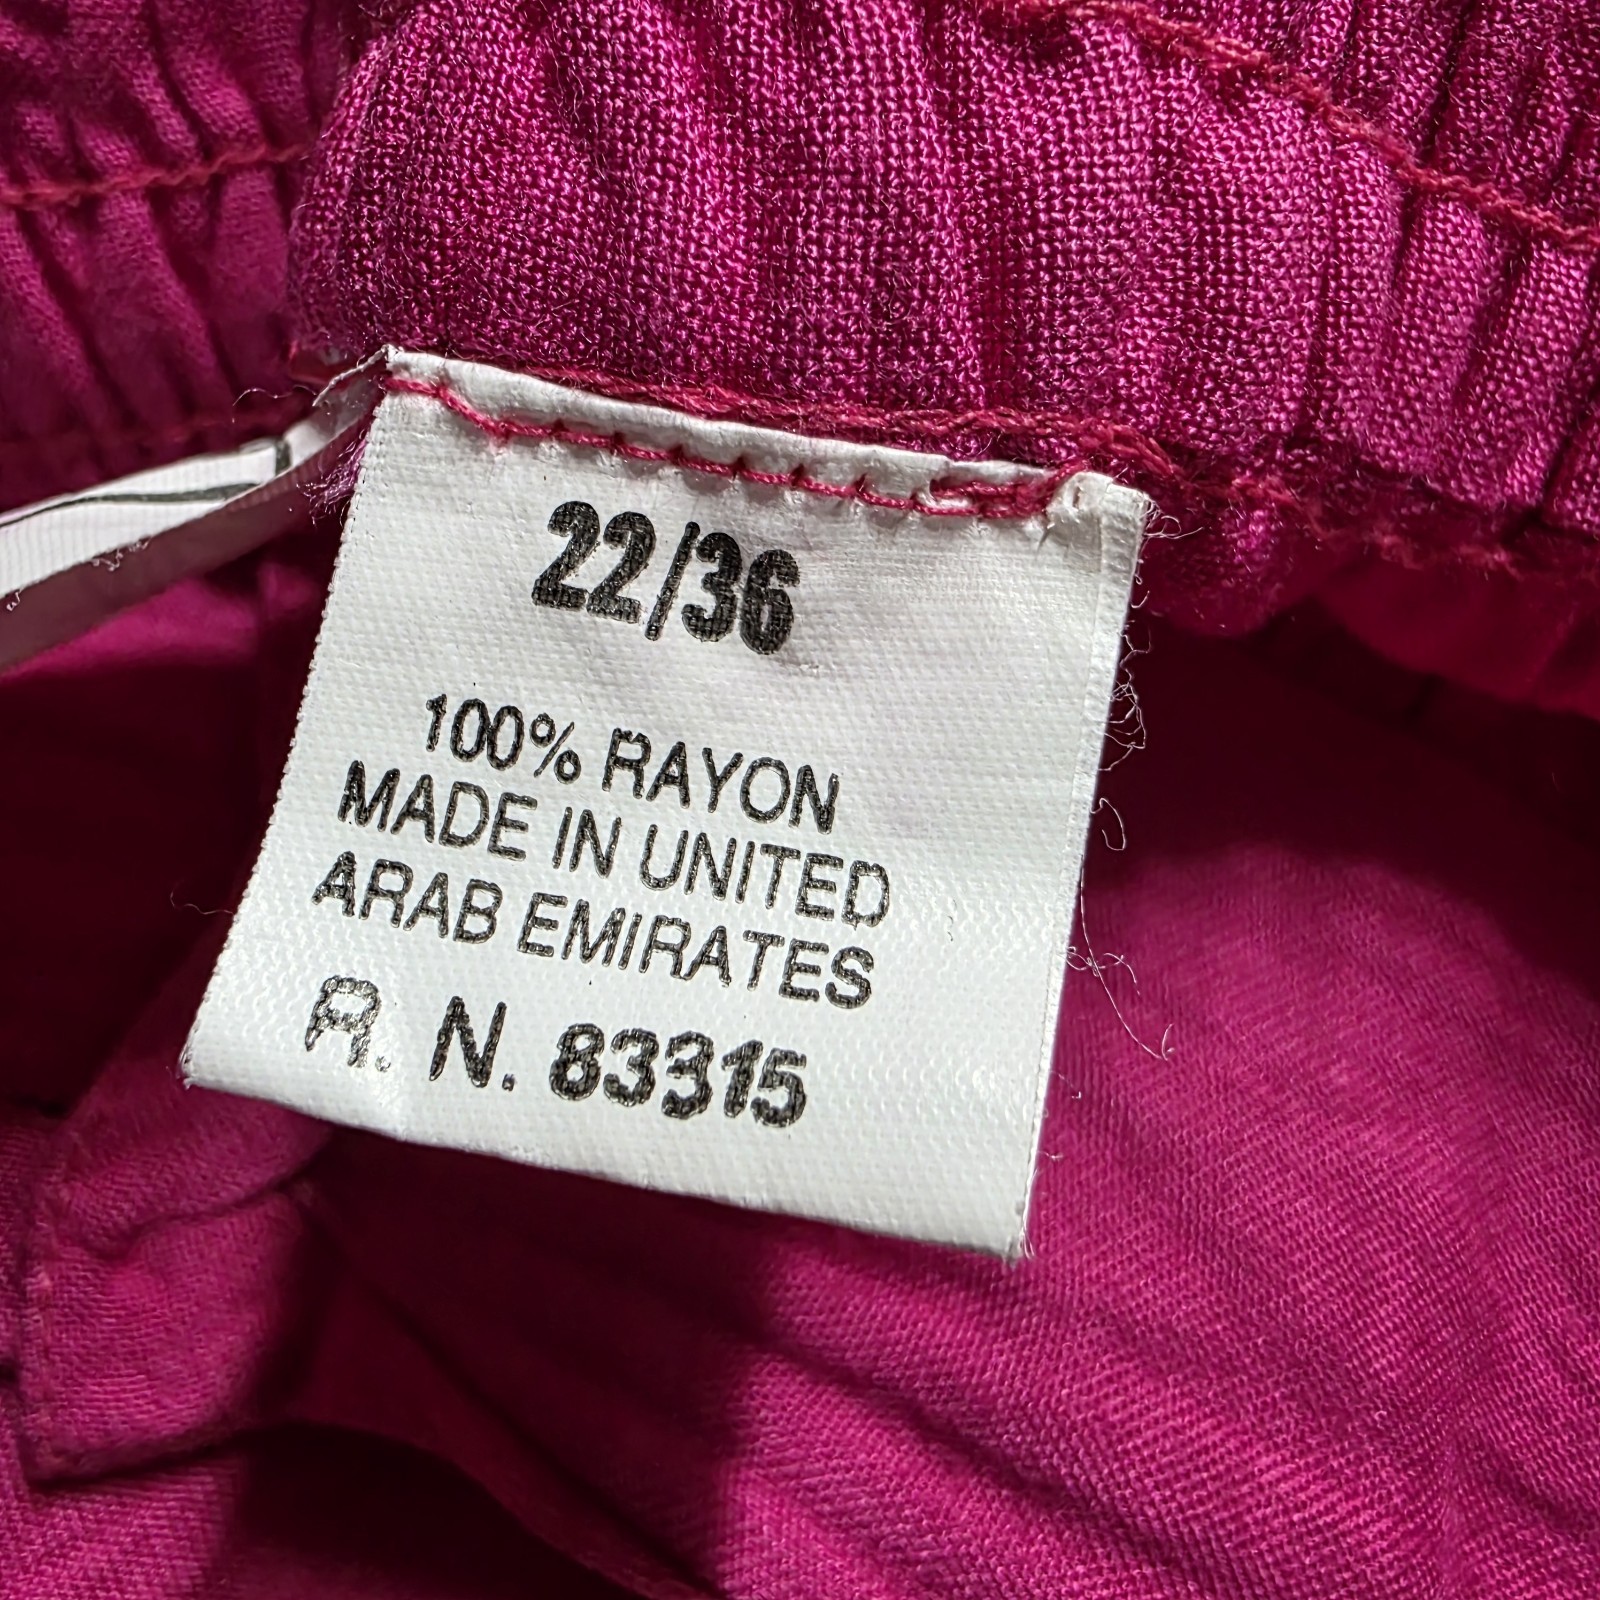 22/36
100% RAYON
MADE IN UNITED
ARAB EMIRATES
R. N. 83315